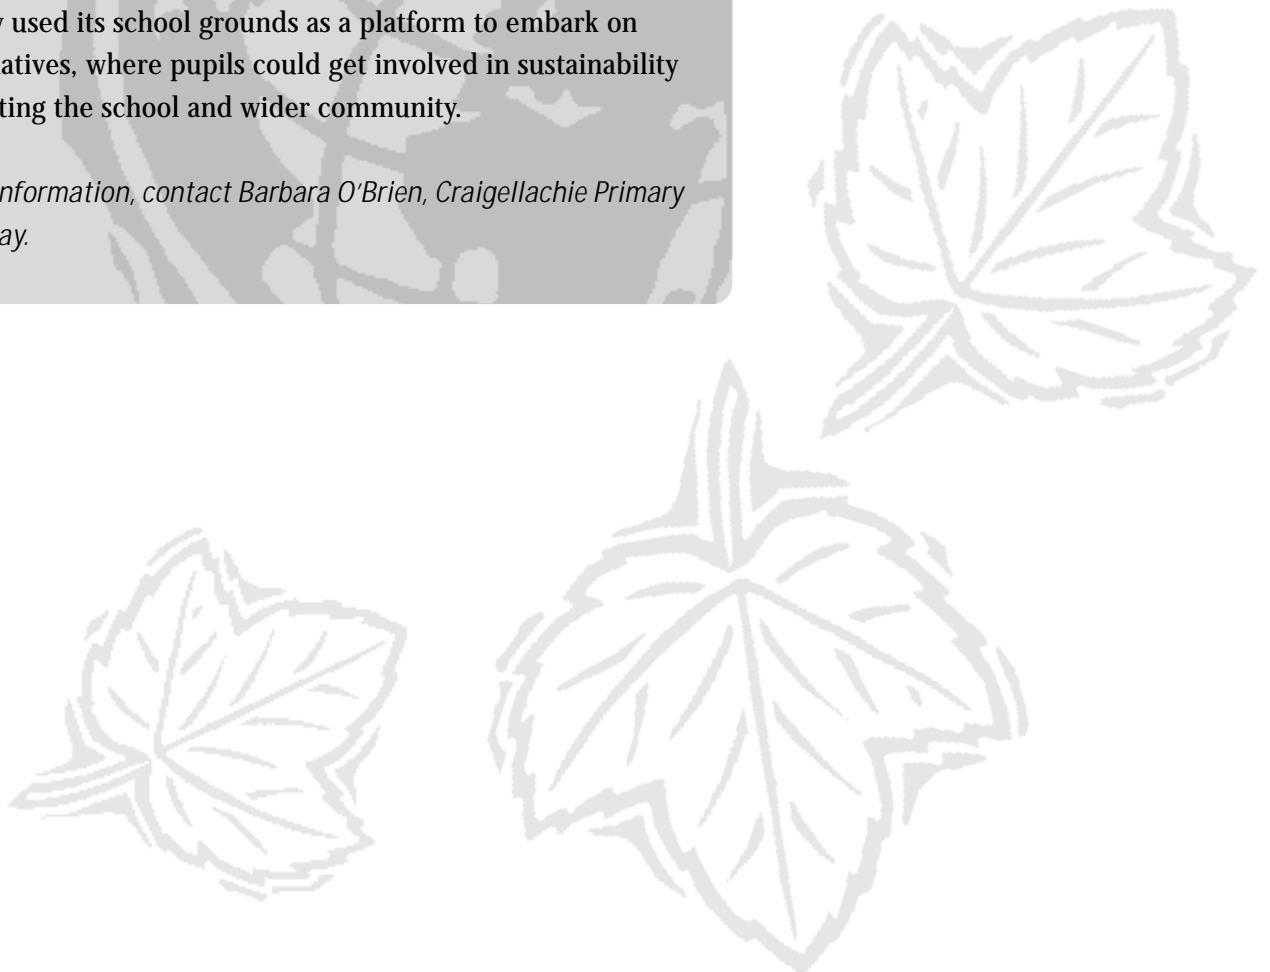 used its school grounds as a platform to embark on
atives, where pupils could get involved in sustainability
ting the school and wider community.
nformation, contact Barbara O'Brien, Craigellachie Primary
ay.